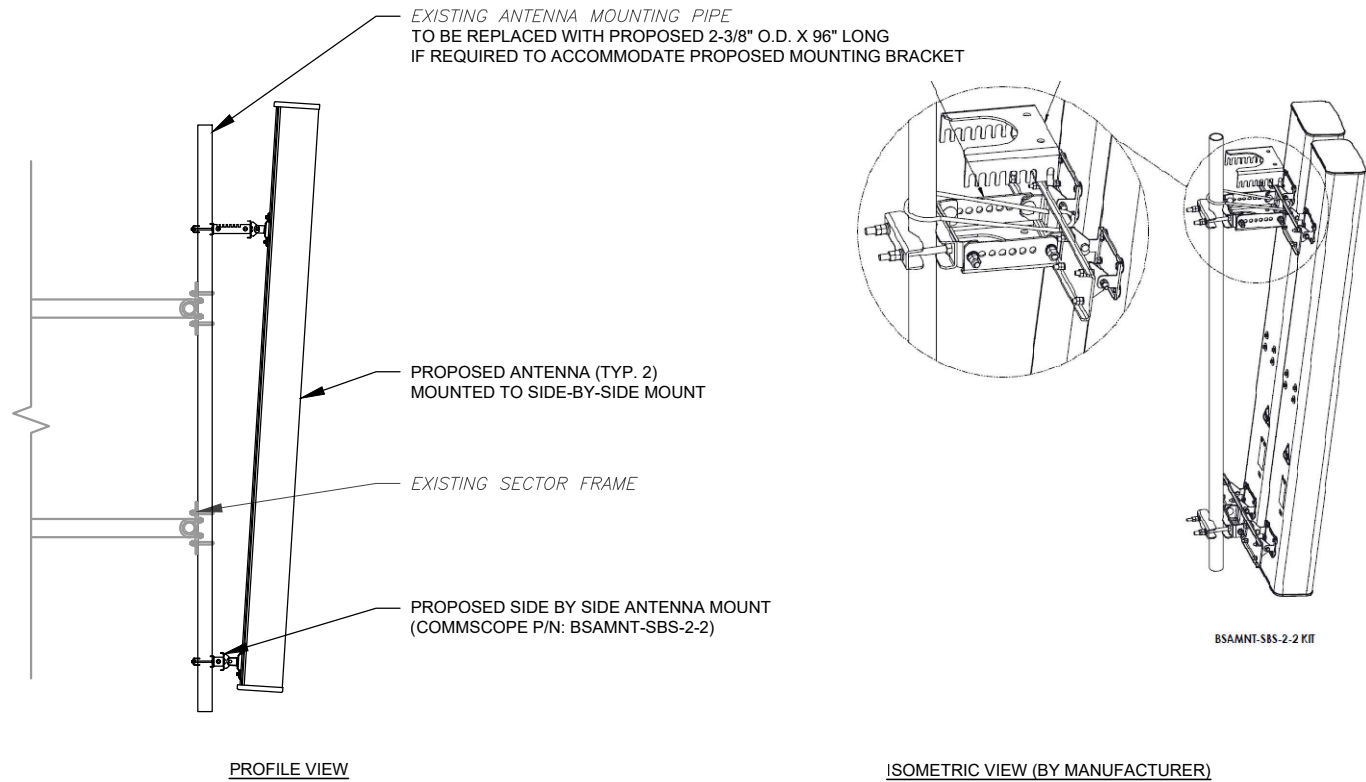 EXISTING ANTENNA MOUNTING PIPE
TO BE REPLACED WITH PROPOSED 2-3/8" O.D. X 96" LONG
IF REQUIRED TO ACCOMMODATE PROPOSED MOUNTING BRACKET
PROPOSED ANTENNA (TYP. 2)
MOUNTED TO SIDE-BY-SIDE MOUNT
EXISTING SECTOR FRAME
PROPOSED SIDE BY SIDE ANTENNA MOUNT
(COMMSCOPE P/N: BSAMNT-SBS-2-2)
BSAMNT-SBS-2-2 KIT
PROFILE VIEW
ISOMETRIC VIEW (BY MANUFACTURER)